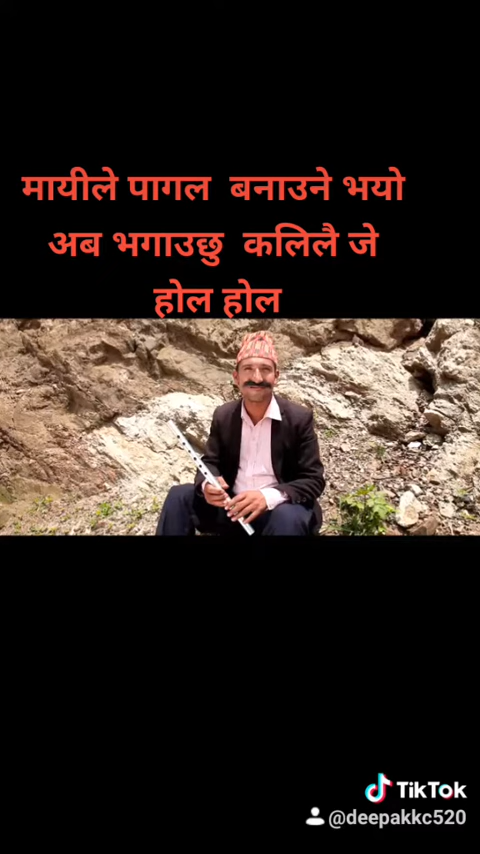 मायीले पागल बनाउने भयो
अब भगाउछु कलिलै जे
होल होल
TikTok
@deepakkc520